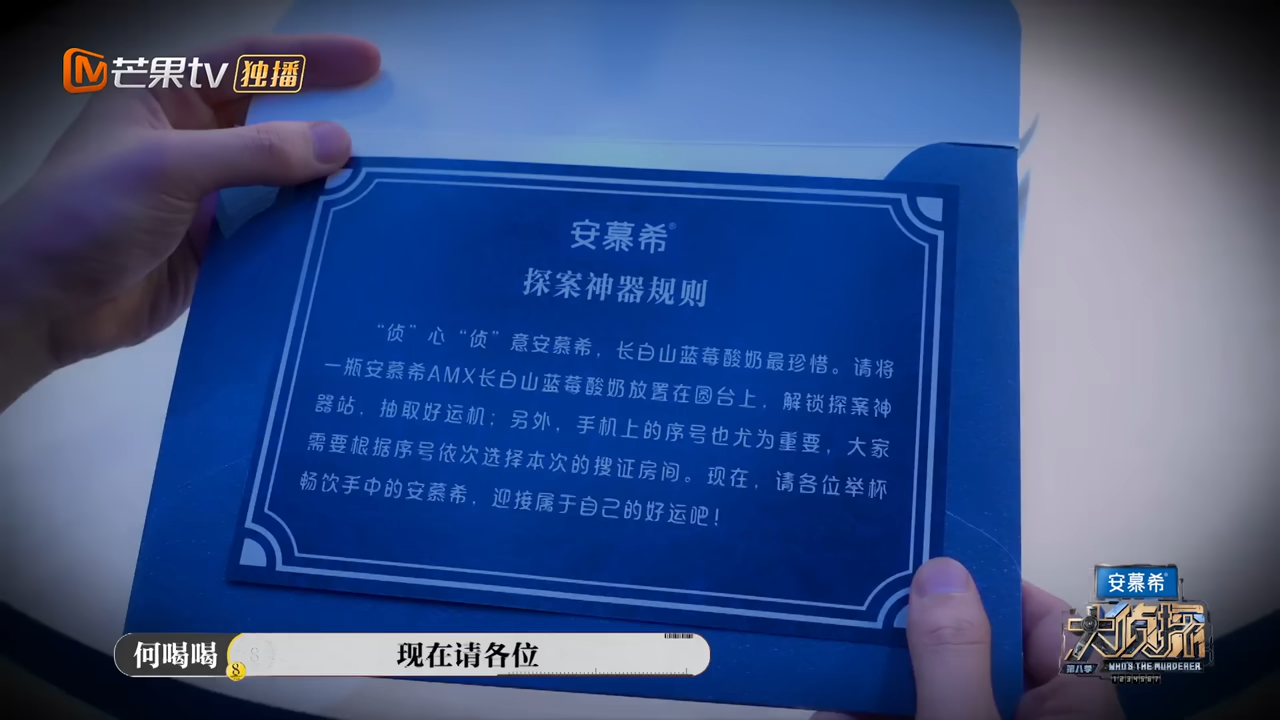 芒果tv 独播
安慕希®
探案神器规则
“侦”心“侦”意安慕希，长白山蓝莓酸奶最珍惜。请将
一瓶安慕希AMX长白山蓝莓酸奶放置在圆台上，解锁探案神
器站，抽取好运机；另外，手机上的序号也尤为重要，大家
需要根据序号依次选择本次的搜证房间。现在，请各位举杯
畅饮手中的安慕希，迎接属于自己的好运吧！
安慕希®
大侦探
第八季 WHO'S THE MURDERER
何喝喝 8 现在请各位